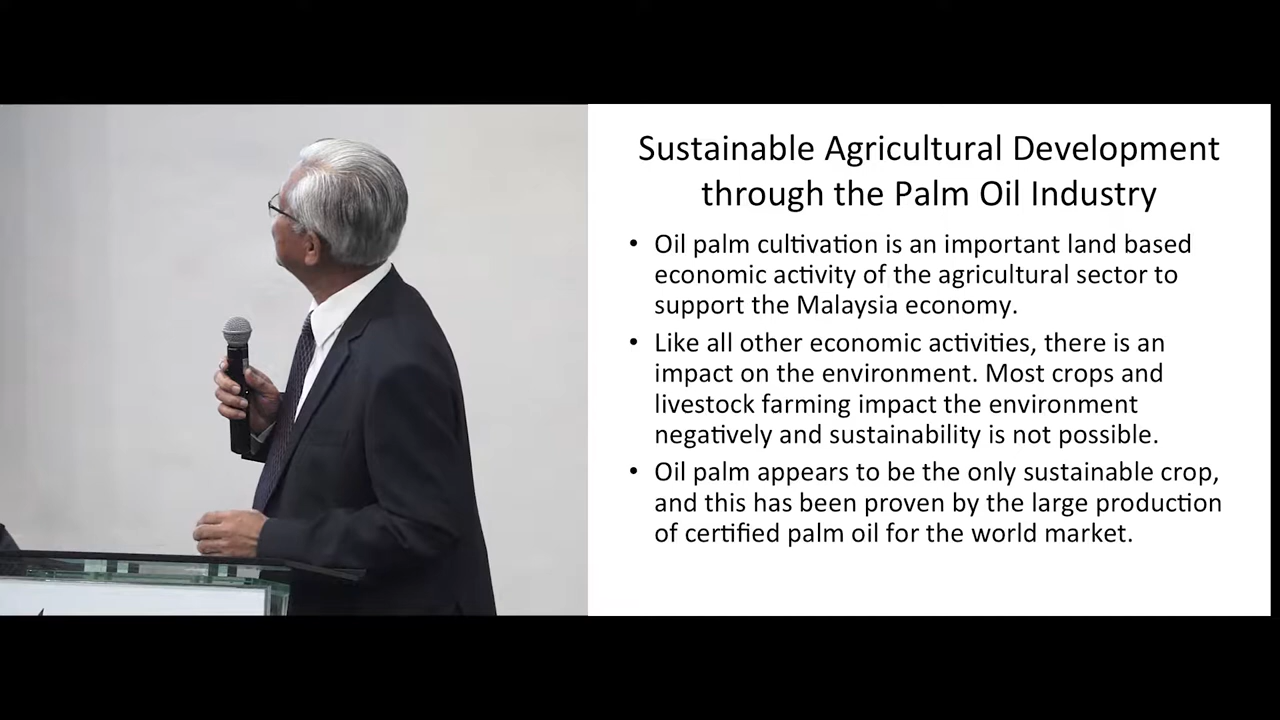 Sustainable Agricultural Development
through the Palm Oil Industry
• Oil palm cultivation is an important land based
economic activity of the agricultural sector to
support the Malaysia economy.
• Like all other economic activities, there is an
impact on the environment. Most crops and
livestock farming impact the environment
negatively and sustainability is not possible.
• Oil palm appears to be the only sustainable crop,
and this has been proven by the large production
of certified palm oil for the world market.